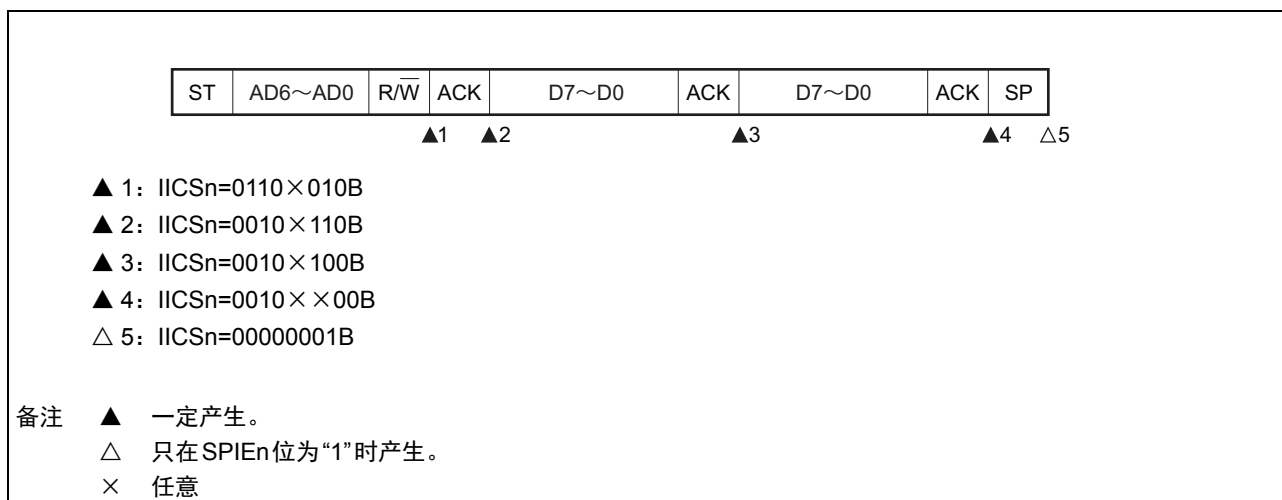 ST AD6～AD0 R/W̅ ACK D7～D0 ACK D7～D0 ACK SP
▲1 ▲2 ▲3 ▲4 △5
▲ 1：IICSn=0110×010B
▲ 2：IICSn=0010×110B
▲ 3：IICSn=0010×100B
▲ 4：IICSn=0010××00B
△ 5：IICSn=00000001B
备注 ▲ 一定产生。
△ 只在SPIEn位为“1”时产生。
× 任意